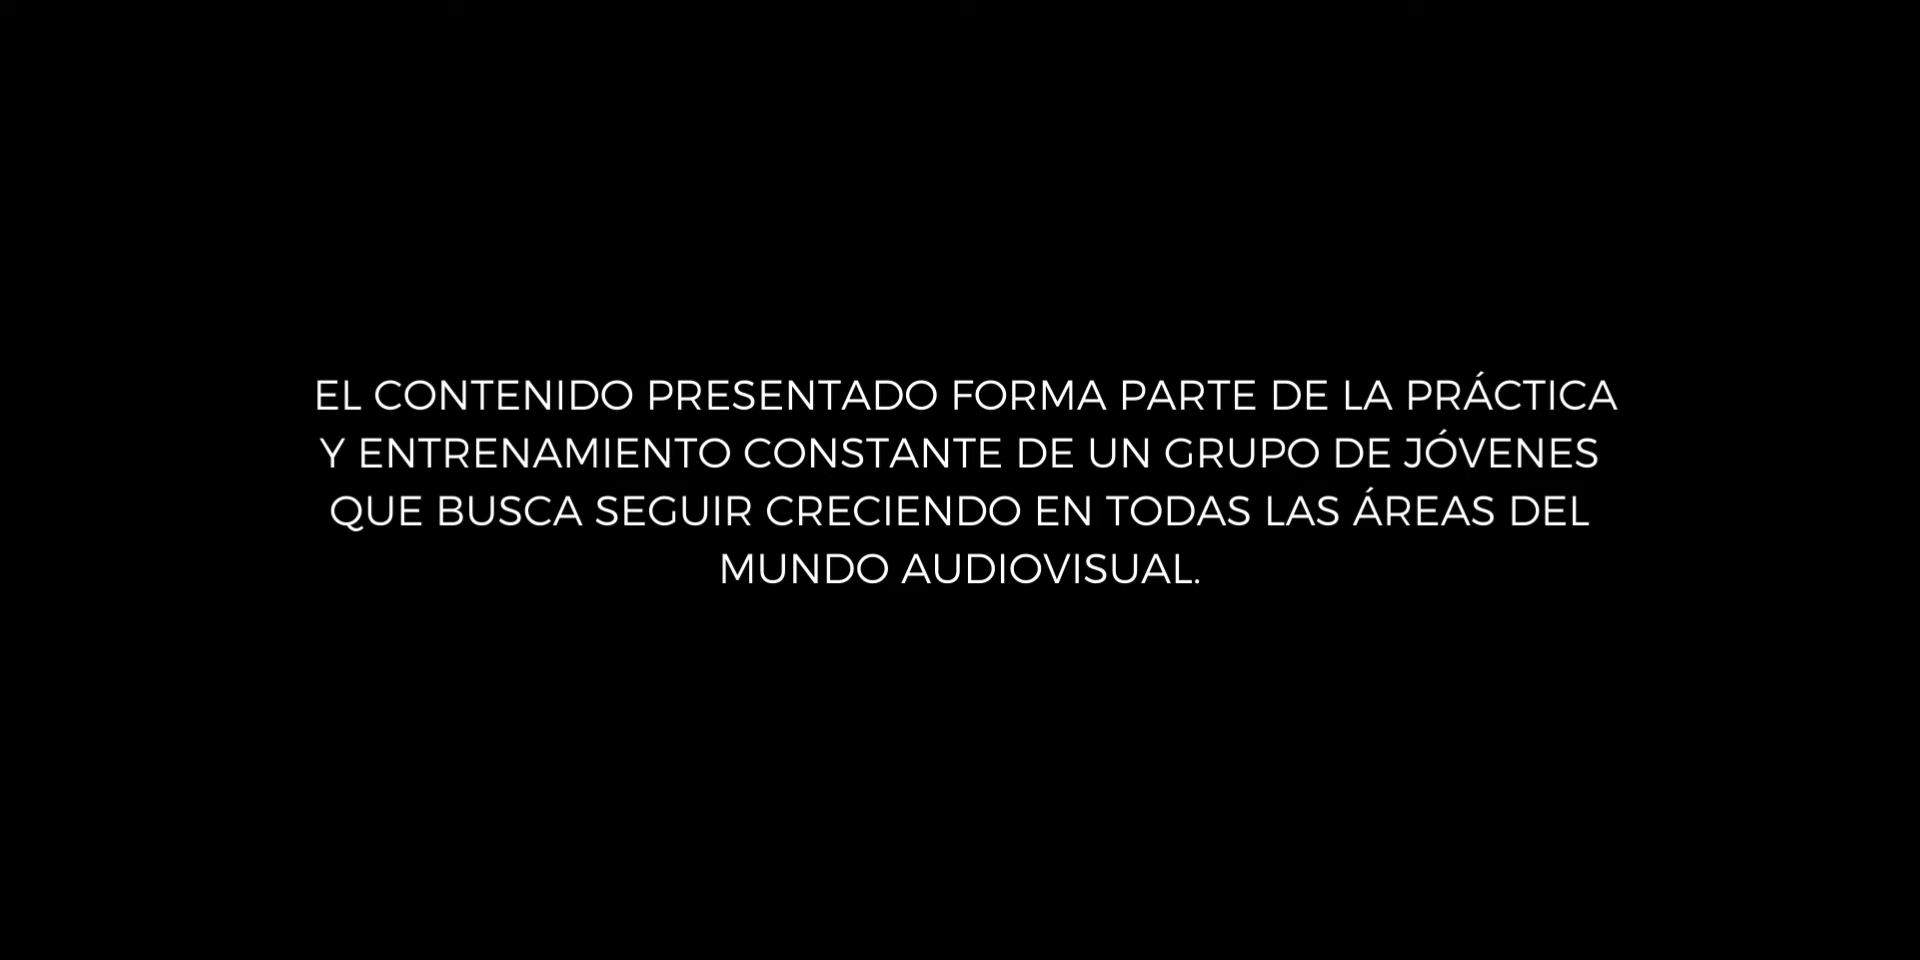 EL CONTENIDO PRESENTADO FORMA PARTE DE LA PRÁCTICA
Y ENTRENAMIENTO CONSTANTE DE UN GRUPO DE JÓVENES
QUE BUSCA SEGUIR CRECIENDO EN TODAS LAS ÁREAS DEL
MUNDO AUDIOVISUAL.